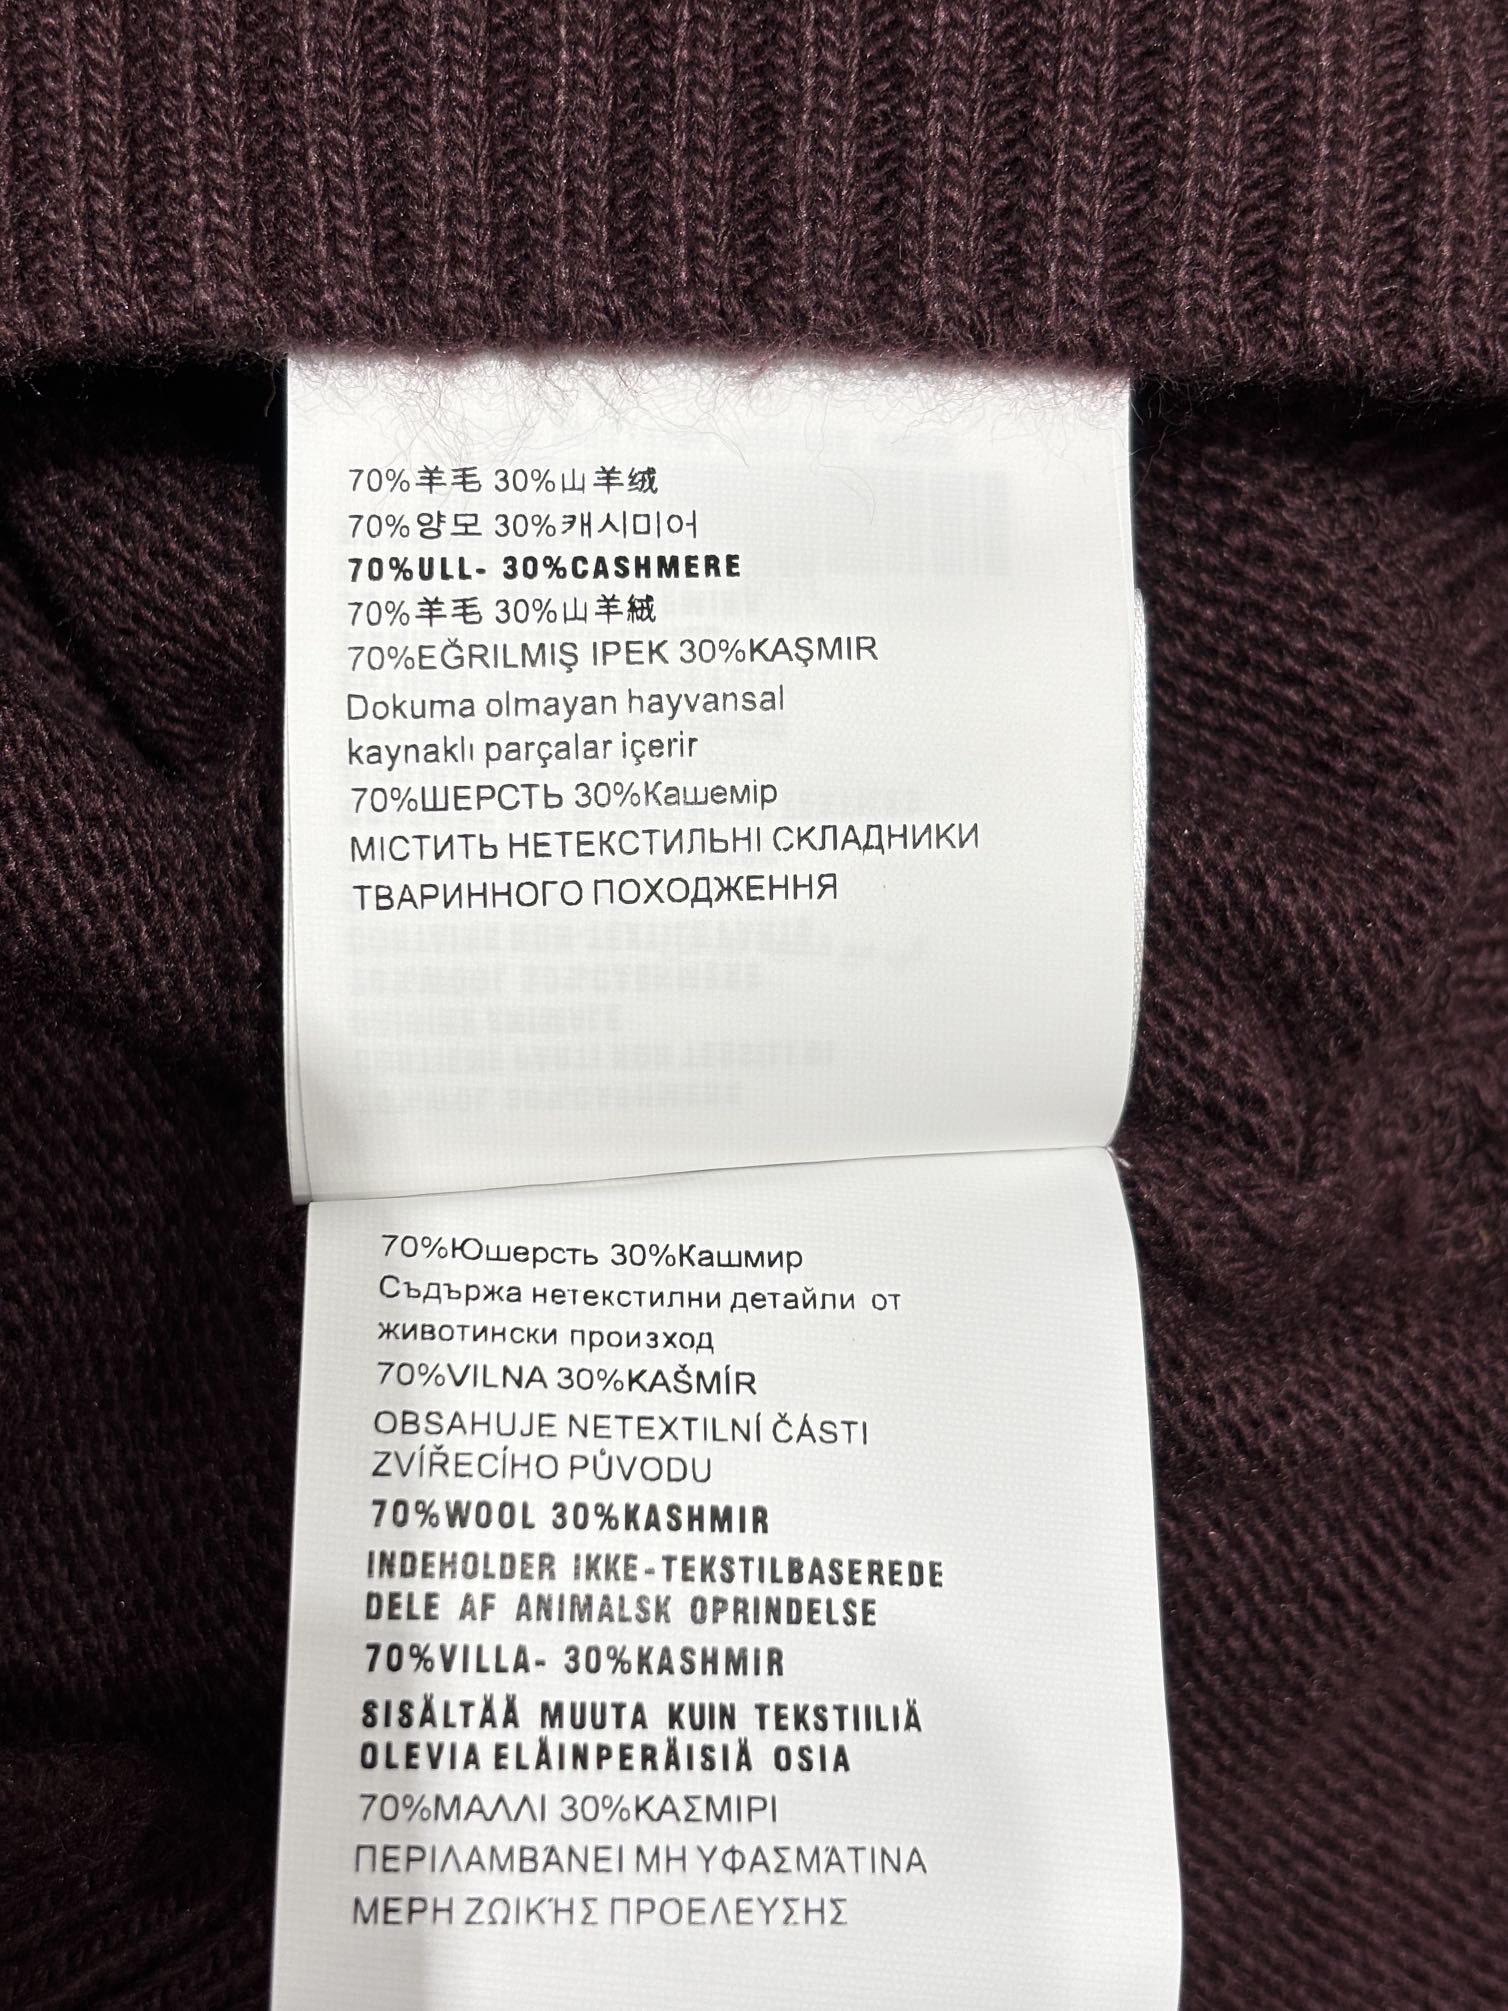 70%羊毛 30%山羊绒
70%양모 30%캐시미어
70%ULL- 30%CASHMERE
70%羊毛 30%山羊絨
70%EĞRILMIŞ IPEK 30%KAŞMIR
Dokuma olmayan hayvansal
kaynaklı parçalar içerir
70%ШЕРСТЬ 30%Кашемір
МІСТИТЬ НЕТЕКСТИЛЬНІ СКЛАДНИКИ
ТВАРИННОГО ПОХОДЖЕННЯ
70%Юшерсть 30%Кашмир
Съдържа нетекстилни детайли от
животински произход
70%VILNA 30%KAŠMÍR
OBSAHUJE NETEXTILNÍ ČÁSTI
ZVÍŘECÍHO PŮVODU
70%WOOL 30%KASHMIR
INDEHOLDER IKKE-TEKSTILBASEREDE
DELE AF ANIMALSK OPRINDELSE
70%VILLA- 30%KASHMIR
SISÄLTÄÄ MUUTA KUIN TEKSTIILIÄ
OLEVIA ELÄINPERÄISIÄ OSIA
70%ΜΑΛΛΙ 30%ΚΑΣΜΙΡΙ
ΠΕΡΙΛΑΜΒΆΝΕΙ ΜΗ ΥΦΑΣΜΆΤΙΝΑ
ΜΕΡΗ ΖΩΙΚΉΣ ΠΡΟΕΛΕΥΣΗΣ